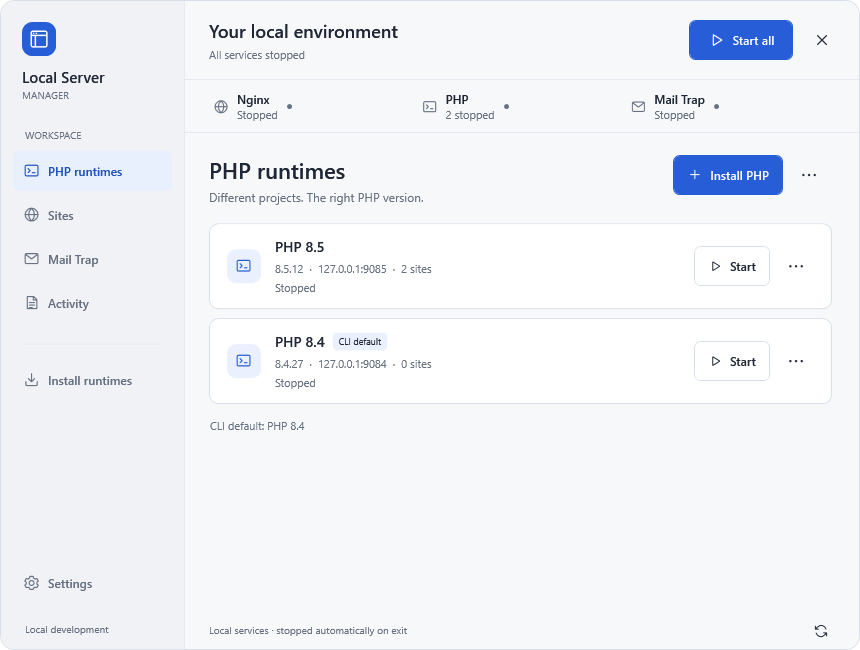 Local Server
MANAGER
WORKSPACE
PHP runtimes
Sites
Mail Trap
Activity
Install runtimes
Settings
Local development
Your local environment
All services stopped
Start all
Nginx
Stopped
PHP
2 stopped
Mail Trap
Stopped
PHP runtimes
Different projects. The right PHP version.
Install PHP
PHP 8.5
8.5.12 · 127.0.0.1:9085 · 2 sites
Stopped
Start
PHP 8.4 CLI default
8.4.27 · 127.0.0.1:9084 · 0 sites
Stopped
Start
CLI default: PHP 8.4
Local services · stopped automatically on exit